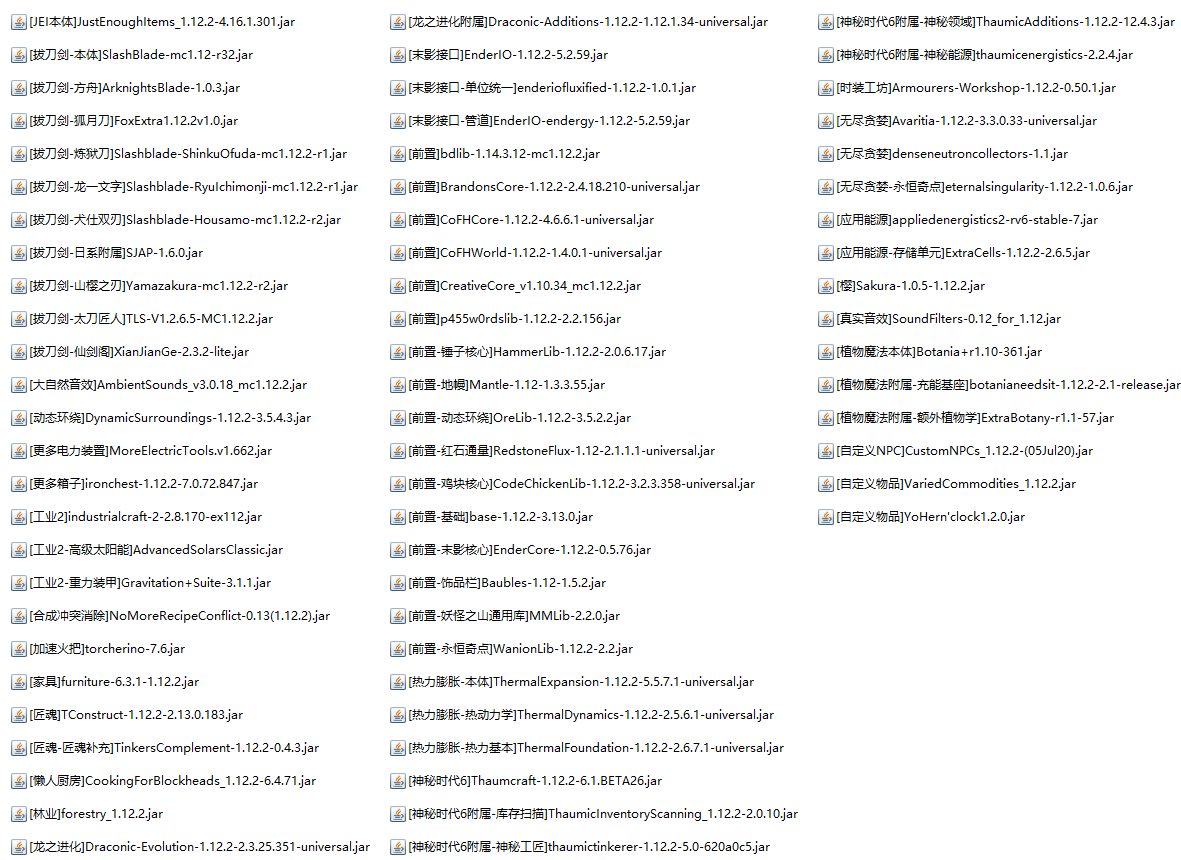 [JEI本体]JustEnoughItems_1.12.2-4.16.1.301.jar
[拔刀剑-本体]SlashBlade-mc1.12-r32.jar
[拔刀剑-方舟]ArknightsBlade-1.0.3.jar
[拔刀剑-狐月刀]FoxExtra1.12.2v1.0.jar
[拔刀剑-炼狱刀]Slashblade-ShinkuOfuda-mc1.12.2-r1.jar
[拔刀剑-龙一文字]Slashblade-RyuIchimonji-mc1.12.2-r1.jar
[拔刀剑-犬仕双刃]Slashblade-Housamo-mc1.12.2-r2.jar
[拔刀剑-日系附属]SJAP-1.6.0.jar
[拔刀剑-山樱之刃]Yamazakura-mc1.12.2-r2.jar
[拔刀剑-太刀匠人]TLS-V1.2.6.5-MC1.12.2.jar
[拔刀剑-仙剑阁]XianJianGe-2.3.2-lite.jar
[大自然音效]AmbientSounds_v3.0.18_mc1.12.2.jar
[动态环绕]DynamicSurroundings-1.12.2-3.5.4.3.jar
[更多电力装置]MoreElectricTools.v1.662.jar
[更多箱子]ironchest-1.12.2-7.0.72.847.jar
[工业2]industrialcraft-2-2.8.170-ex112.jar
[工业2-高级太阳能]AdvancedSolarsClassic.jar
[工业2-重力装甲]Gravitation+Suite-3.1.1.jar
[合成冲突消除]NoMoreRecipeConflict-0.13(1.12.2).jar
[加速火把]torcherino-7.6.jar
[家具]furniture-6.3.1-1.12.2.jar
[匠魂]TConstruct-1.12.2-2.13.0.183.jar
[匠魂-匠魂补充]TinkersComplement-1.12.2-0.4.3.jar
[懒人厨房]CookingForBlockheads_1.12.2-6.4.71.jar
[林业]forestry_1.12.2.jar
[龙之进化]Draconic-Evolution-1.12.2-2.3.25.351-universal.jar
[龙之进化附属]Draconic-Additions-1.12.2-1.12.1.34-universal.jar
[末影接口]EnderIO-1.12.2-5.2.59.jar
[末影接口-单位统一]enderiofluxified-1.12.2-1.0.1.jar
[末影接口-管道]EnderIO-endergy-1.12.2-5.2.59.jar
[前置]bdlib-1.14.3.12-mc1.12.2.jar
[前置]BrandonsCore-1.12.2-2.4.18.210-universal.jar
[前置]CoFHCore-1.12.2-4.6.6.1-universal.jar
[前置]CoFHWorld-1.12.2-1.4.0.1-universal.jar
[前置]CreativeCore_v1.10.34_mc1.12.2.jar
[前置]p455w0rdslib-1.12.2-2.2.156.jar
[前置-锤子核心]HammerLib-1.12.2-2.0.6.17.jar
[前置-地幔]Mantle-1.12-1.3.3.55.jar
[前置-动态环绕]OreLib-1.12.2-3.5.2.2.jar
[前置-红石通量]RedstoneFlux-1.12-2.1.1.1-universal.jar
[前置-鸡块核心]CodeChickenLib-1.12.2-3.2.3.358-universal.jar
[前置-基础]base-1.12.2-3.13.0.jar
[前置-末影核心]EnderCore-1.12.2-0.5.76.jar
[前置-饰品栏]Baubles-1.12-1.5.2.jar
[前置-妖怪之山通用库]MMLib-2.2.0.jar
[前置-永恒奇点]WanionLib-1.12.2-2.2.jar
[热力膨胀-本体]ThermalExpansion-1.12.2-5.5.7.1-universal.jar
[热力膨胀-热动力学]ThermalDynamics-1.12.2-2.5.6.1-universal.jar
[热力膨胀-热力基本]ThermalFoundation-1.12.2-2.6.7.1-universal.jar
[神秘时代6]Thaumcraft-1.12.2-6.1.BETA26.jar
[神秘时代6附属-库存扫描]ThaumicInventoryScanning_1.12.2-2.0.10.jar
[神秘时代6附属-神秘工匠]thaumictinkerer-1.12.2-5.0-620a0c5.jar
[神秘时代6附属-神秘领域]ThaumicAdditions-1.12.2-12.4.3.jar
[神秘时代6附属-神秘能源]thaumicenergistics-2.2.4.jar
[时装工坊]Armourers-Workshop-1.12.2-0.50.1.jar
[无尽贪婪]Avaritia-1.12.2-3.3.0.33-universal.jar
[无尽贪婪]denseneutroncollectors-1.1.jar
[无尽贪婪-永恒奇点]eternalsingularity-1.12.2-1.0.6.jar
[应用能源]appliedenergistics2-rv6-stable-7.jar
[应用能源-存储单元]ExtraCells-1.12.2-2.6.5.jar
[樱]Sakura-1.0.5-1.12.2.jar
[真实音效]SoundFilters-0.12_for_1.12.jar
[植物魔法本体]Botania+r1.10-361.jar
[植物魔法附属-充能基座]botanianeedsit-1.12.2-2.1-release.jar
[植物魔法附属-额外植物学]ExtraBotany-r1.1-57.jar
[自定义NPC]CustomNPCs_1.12.2-(05Jul20).jar
[自定义物品]VariedCommodities_1.12.2.jar
[自定义物品]YoHern'clock1.2.0.jar